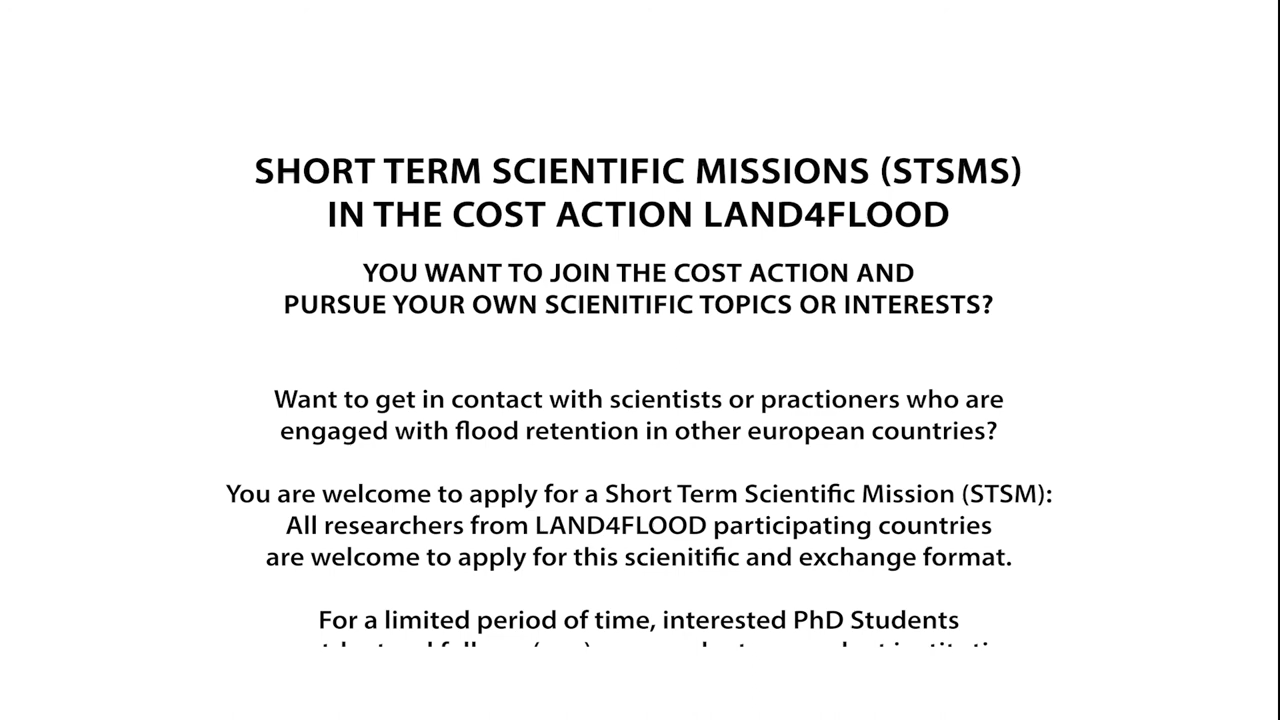 SHORT TERM SCIENTIFIC MISSIONS (STSMS)
IN THE COST ACTION LAND4FLOOD
YOU WANT TO JOIN THE COST ACTION AND
PURSUE YOUR OWN SCIENITIFIC TOPICS OR INTERESTS?
Want to get in contact with scientists or practioners who are
engaged with flood retention in other european countries?
You are welcome to apply for a Short Term Scientific Mission (STSM):
All researchers from LAND4FLOOD participating countries
are welcome to apply for this scienitific and exchange format.
For a limited period of time, interested PhD Students